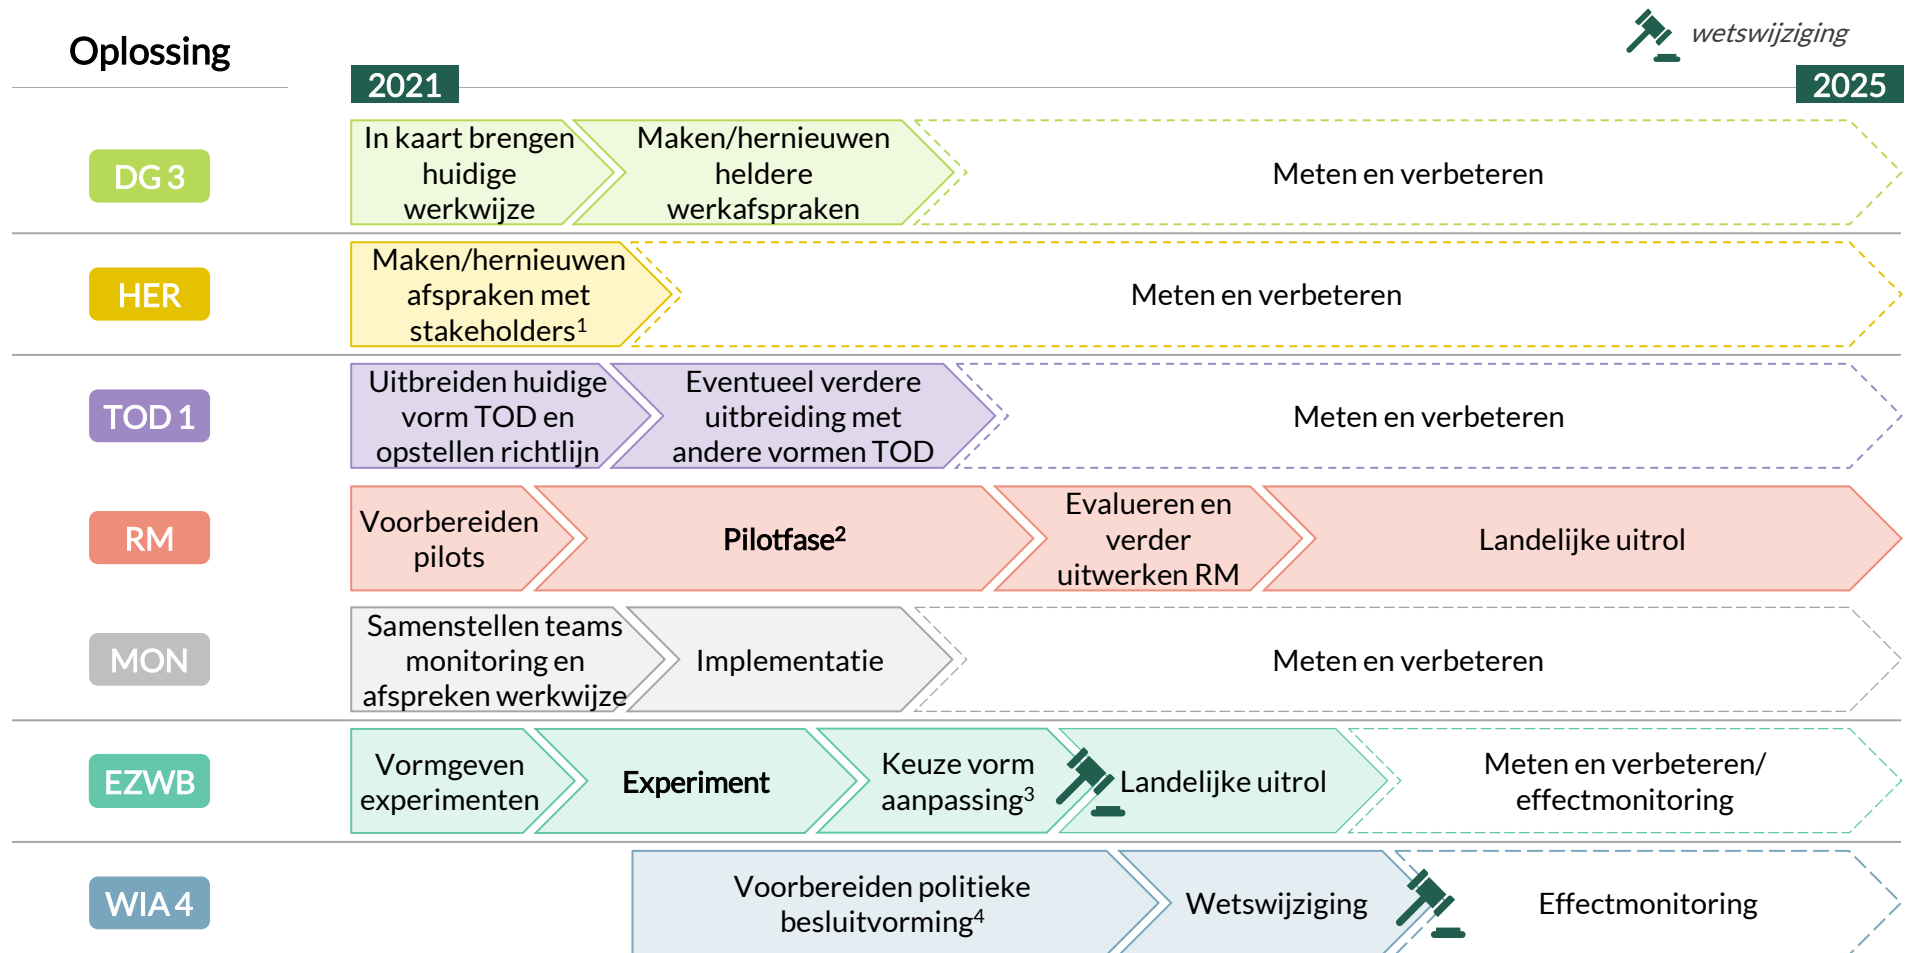 Oplossing
wetswijziging
2021
2025
DG 3
In kaart brengen
huidige
werkwijze
Maken/hernieuwen
heldere
werkafspraken
Meten en verbeteren
HER
Maken/hernieuwen
afspraken met
stakeholders¹
Meten en verbeteren
TOD 1
Uitbreiden huidige
vorm TOD en
opstellen richtlijn
Eventueel verdere
uitbreiding met
andere vormen TOD
Meten en verbeteren
RM
Voorbereiden
pilots
Pilotfase²
Evalueren en
verder
uitwerken RM
Landelijke uitrol
MON
Samenstellen teams
monitoring en
afspreken werkwijze
Implementatie
Meten en verbeteren
EZWB
Vormgeven
experimenten
Experiment
Keuze vorm
aanpassing³
Landelijke uitrol
Meten en verbeteren/
effectmonitoring
WIA 4
Voorbereiden politieke
besluitvorming⁴
Wetswijziging
Effectmonitoring